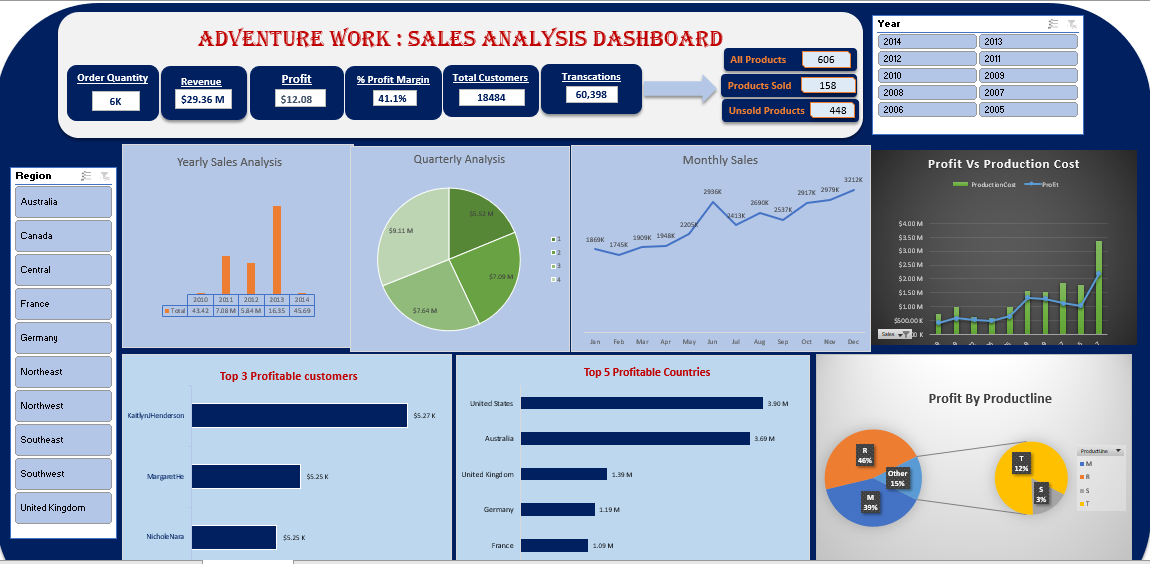 ADVENTURE WORK : SALES ANALYSIS DASHBOARD
Order Quantity
6K
Revenue
$29.36 M
Profit
$12.08
% Profit Margin
41.1%
Total Customers
18484
Transcations
60,398
All Products 606
Products Sold 158
Unsold Products 448
Year
2014 2013
2012 2011
2010 2009
2008 2007
2006 2005
Region
Australia
Canada
Central
France
Germany
Northeast
Northwest
Southeast
Southwest
United Kingdom
Yearly Sales Analysis
2010 2011 2012 2013 2014
Total 43.42 7.08 M 5.84 M 16.35 45.69
Quarterly Analysis
$5.52 M
$7.09 M
$7.64 M
$9.11 M
1
2
3
4
Monthly Sales
1869K 1745K 1909K 1948K 2205K 2936K 2413K 2690K 2537K 2917K 2979K 3212K
Jan Feb Mar Apr May Jun Jul Aug Sep Oct Nov Dec
Profit Vs Production Cost
ProductionCost Profit
$4.00 M
$3.50 M
$3.00 M
$2.50 M
$2.00 M
$1.50 M
$1.00 M
$500.00 K
Sales
Top 3 Profitable customers
KaitlynJHenderson $5.27 K
MargaretHe $5.25 K
NicholeNara $5.25 K
Top 5 Profitable Countries
United States 3.90 M
Australia 3.69 M
United Kingdom 1.39 M
Germany 1.19 M
France 1.09 M
Profit By Productline
R
46%
Other
15%
M
39%
T
12%
S
3%
ProductLine
M
R
S
T